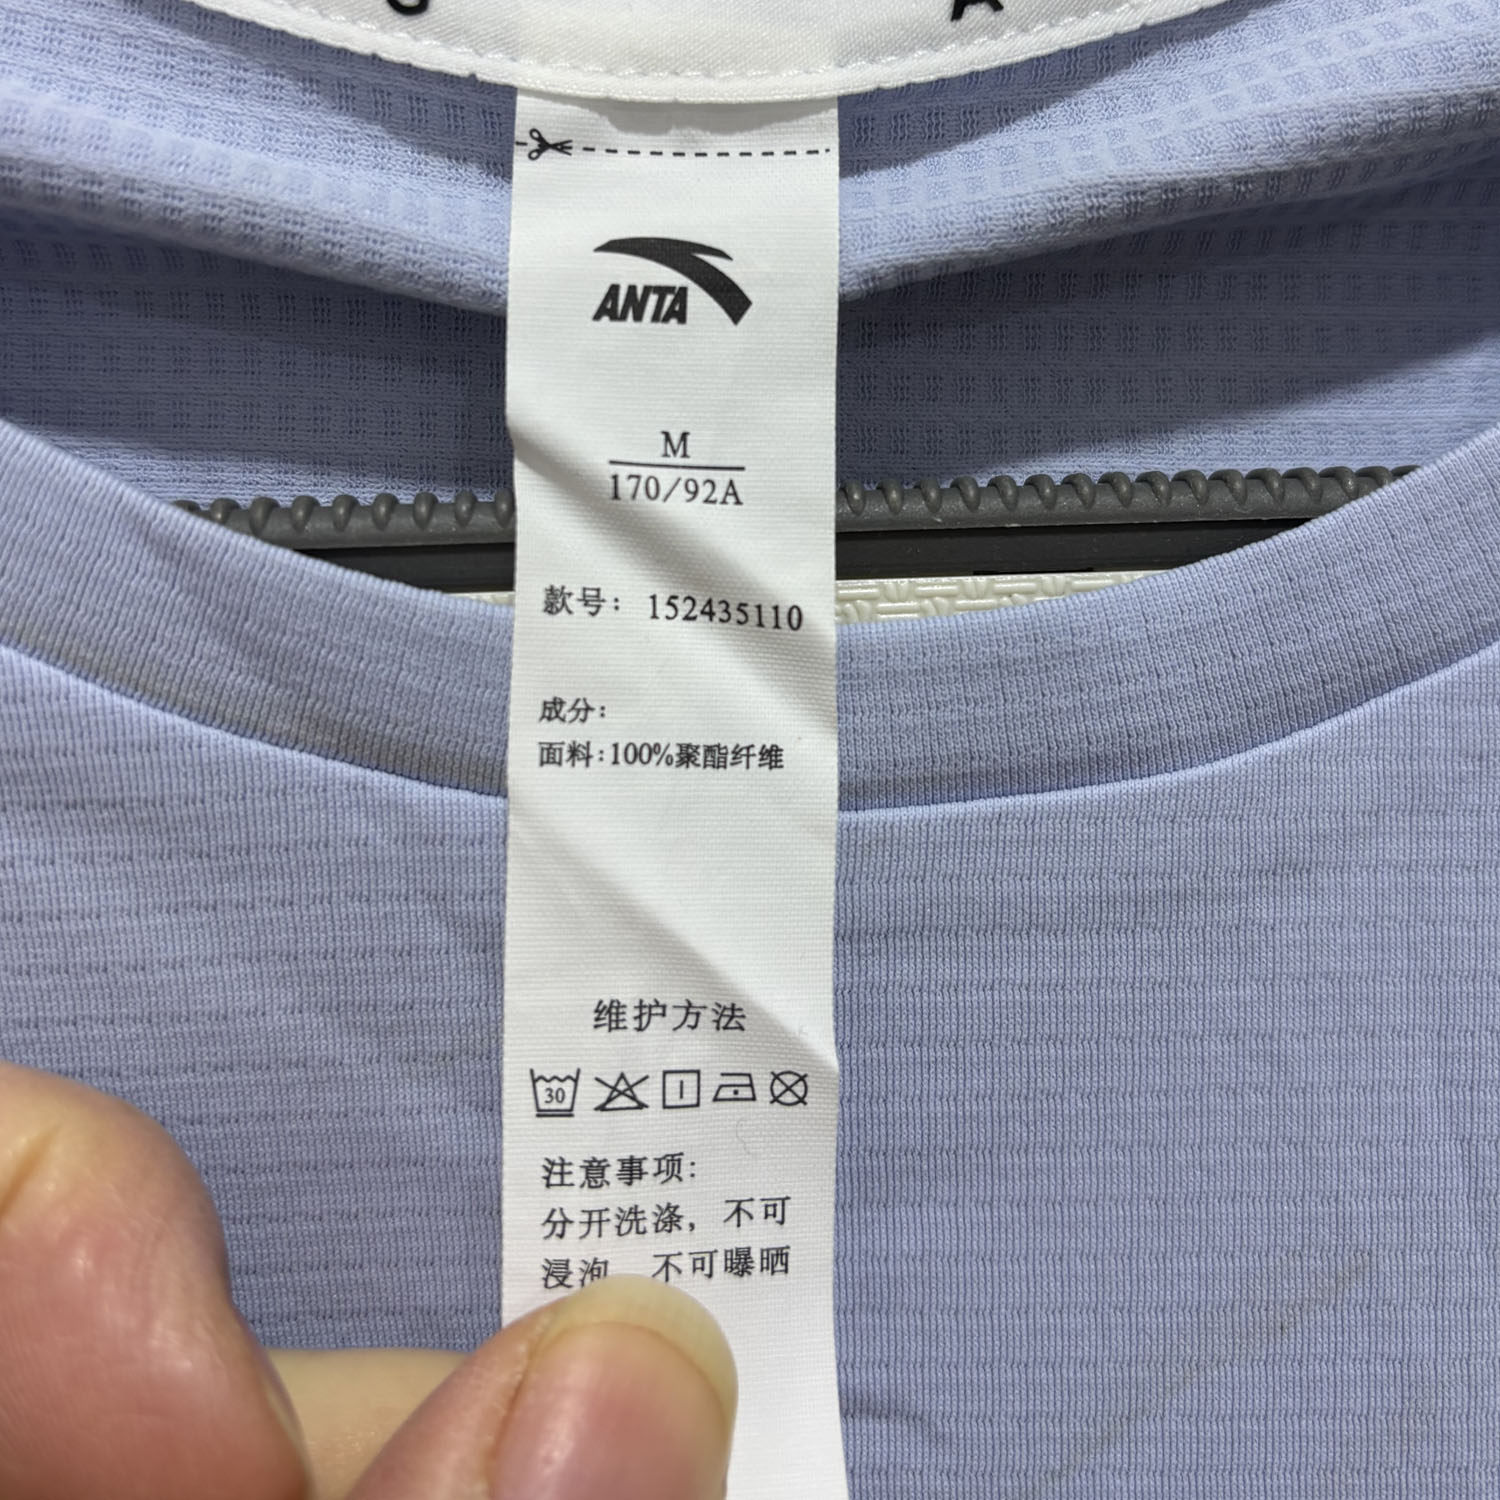 ANTA
M
170/92A
款号：152435110
成分：
面料：100%聚酯纤维
维护方法
30
注意事项：
分开洗涤，不可
浸泡 不可曝晒